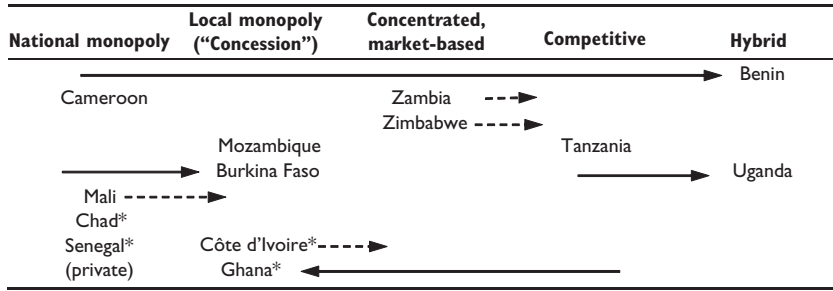 National monopoly Local monopoly (“Concession”) Concentrated, market-based Competitive Hybrid
Benin
Cameroon Zambia
Zimbabwe
Mozambique Tanzania
Burkina Faso Uganda
Mali
Chad*
Senegal* Côte d’Ivoire*
(private) Ghana*